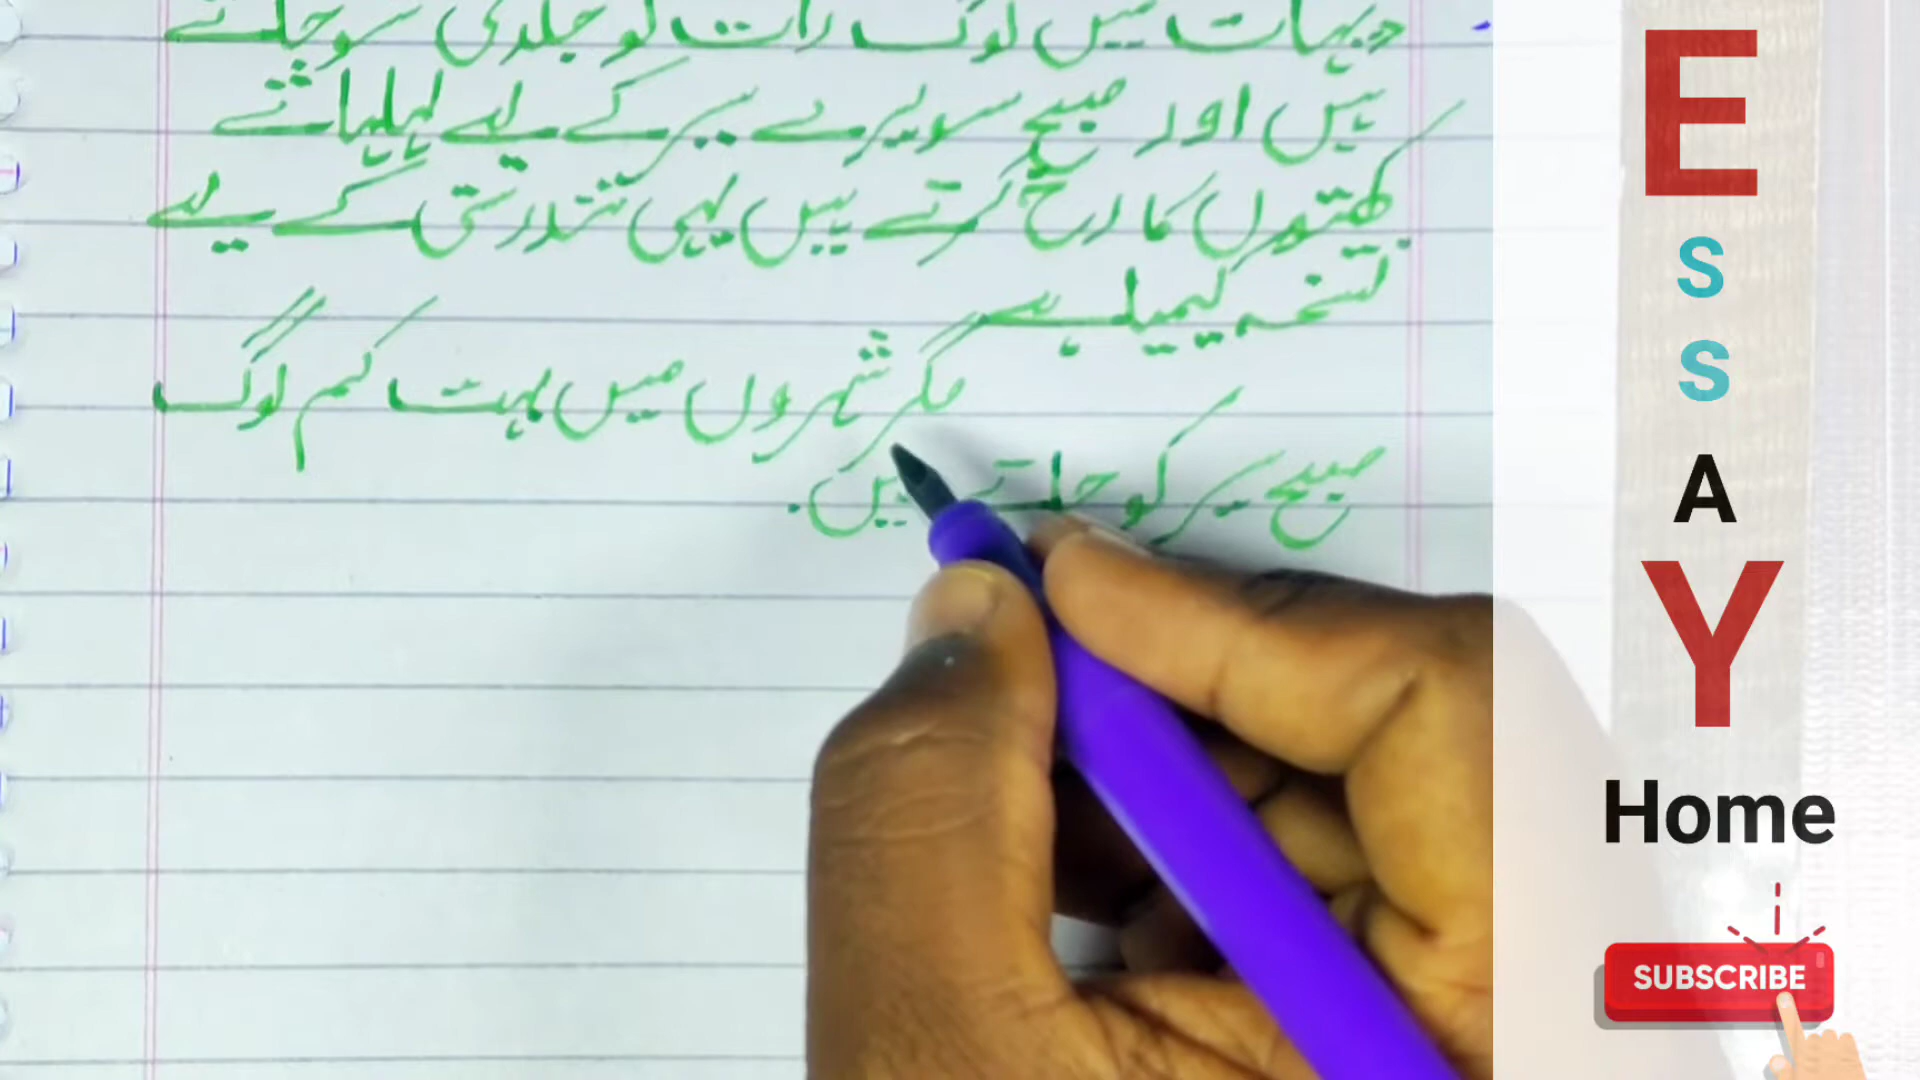 دیہات میں لوگ رات کو جلدی سو جاتے
ہیں اور صبح سویرے سیر کے لیے لہلہاتے
کھیتوں کا رخ کرتے ہیں یہی تندرستی کے لیے
نسخہ کیمیا ہے
مگر شہروں میں بہت کم لوگ
صبح سیر کو جاتے ہیں.
E
S
S
A
Y
Home
SUBSCRIBE